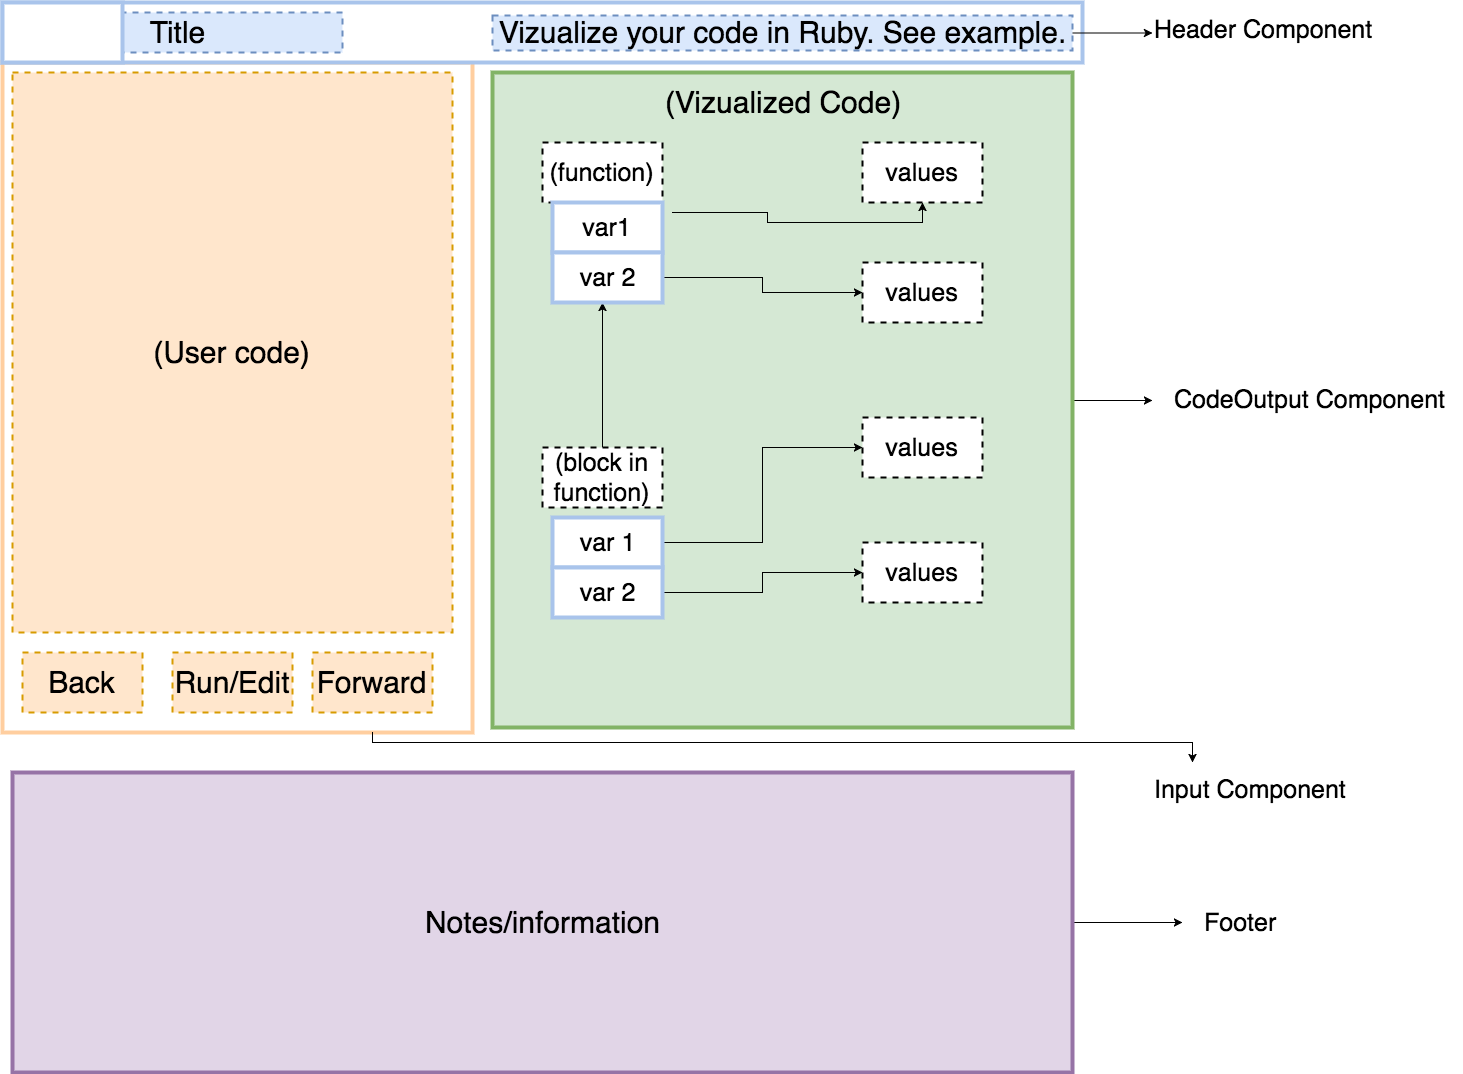 Title
Vizualize your code in Ruby. See example.
Header Component
(Vizualized Code)
(function)
values
var1
var 2
values
(User code)
CodeOutput Component
values
(block in
function)
var 1
values
var 2
Back
Run/Edit
Forward
Input Component
Notes/information
Footer